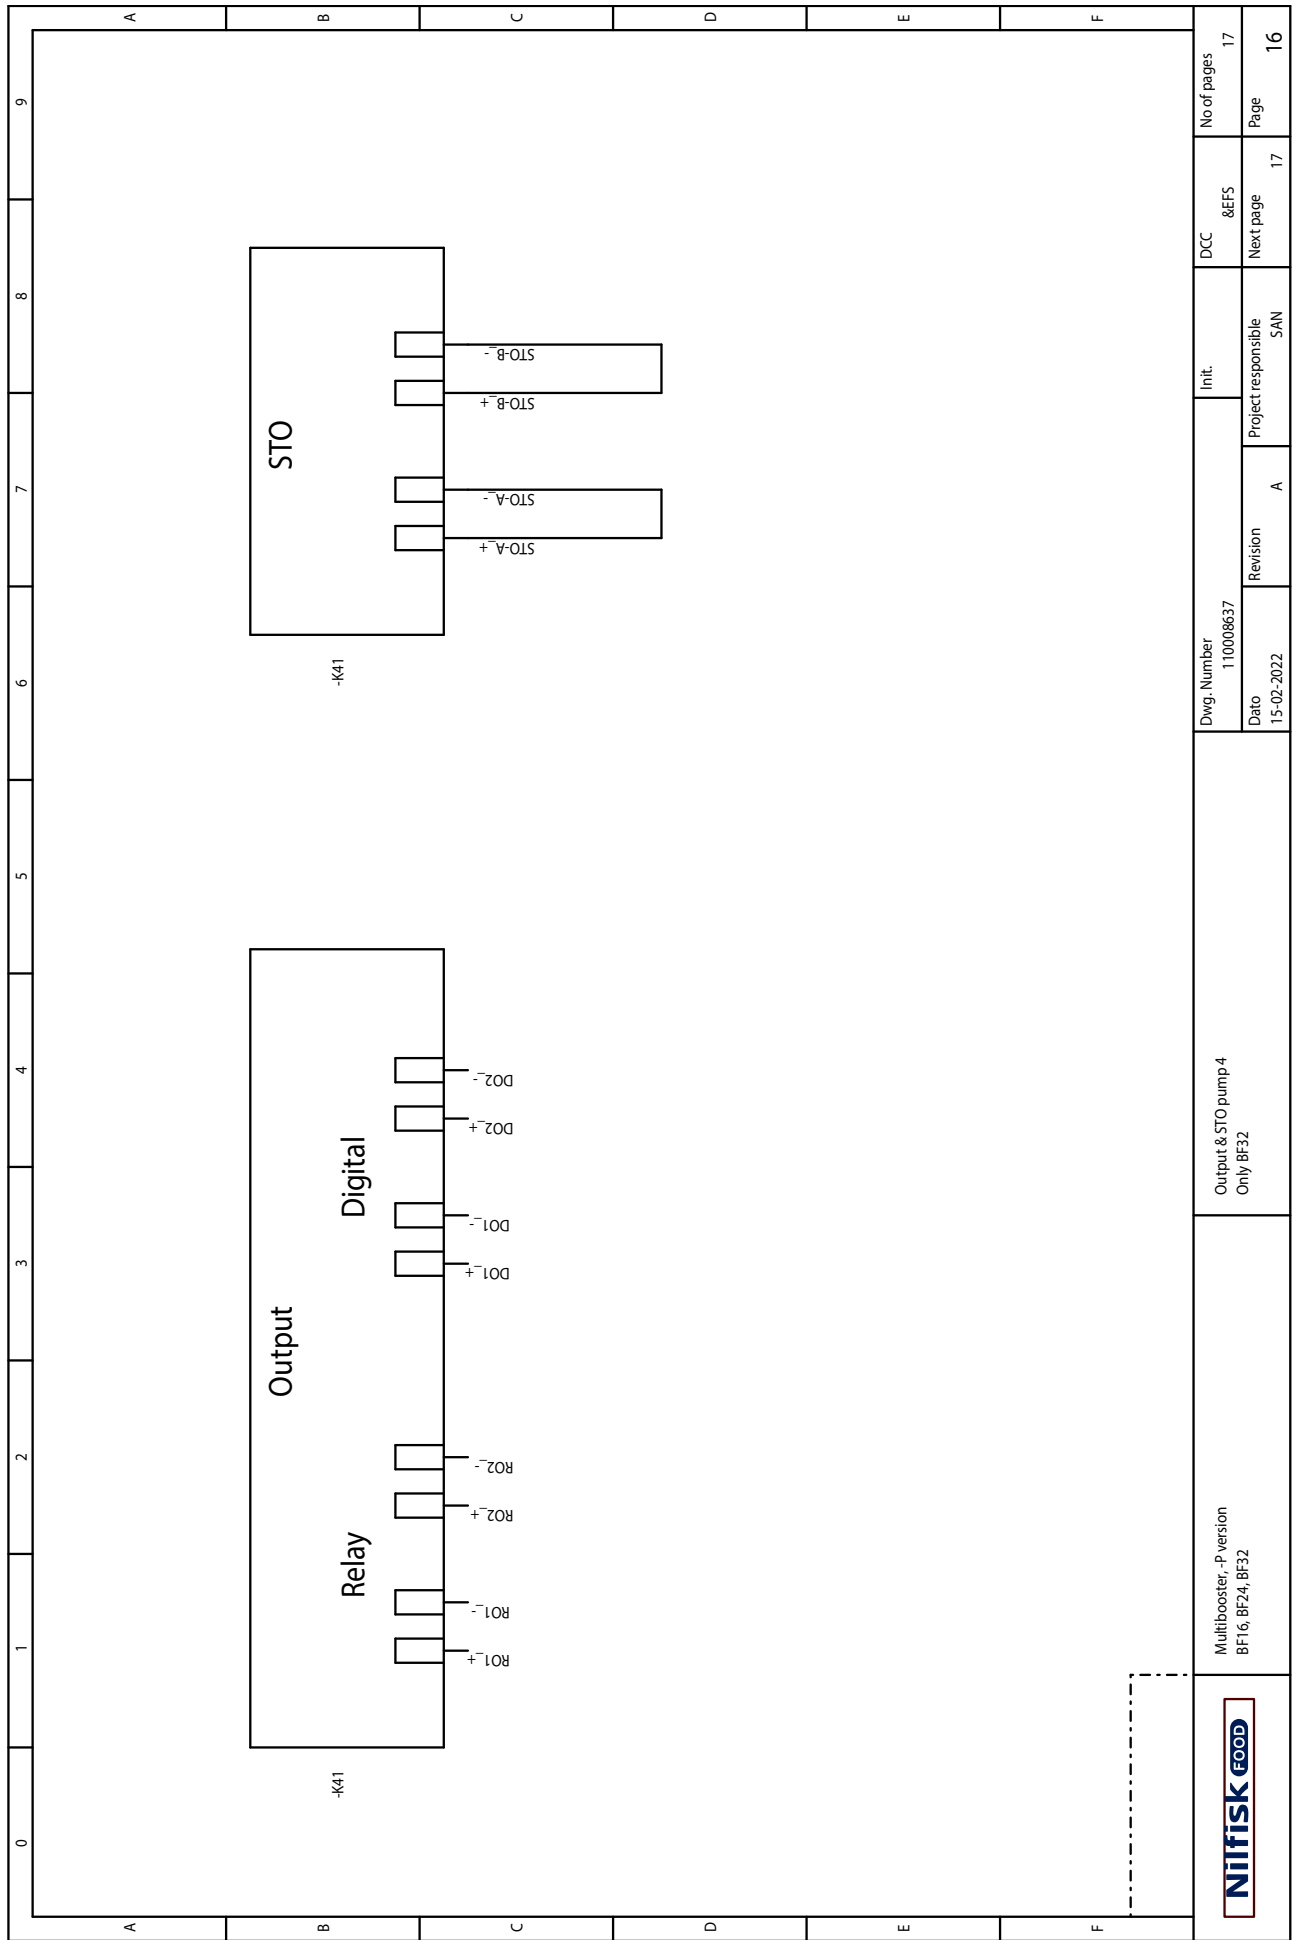 0 1 2 3 4 5 6 7 8 9
A A
B B
C C
D D
E E
F F
Output
Relay Digital
STO
-K41
-K41
RO1_+
RO1_-
RO2_+
RO2_-
DO1_+
DO1_-
DO2_+
DO2_-
STO-A_+
STO-A_-
STO-B_+
STO-B_-
Nilfisk FOOD
Multibooster, -P version
BF16, BF24, BF32
Output & STO pump 4
Only BF32
Dwg. Number
110008637
Init.
DCC
&EFS
No of pages
17
Dato
15-02-2022
Revision
A
Project responsible
SAN
Next page
17
Page
16